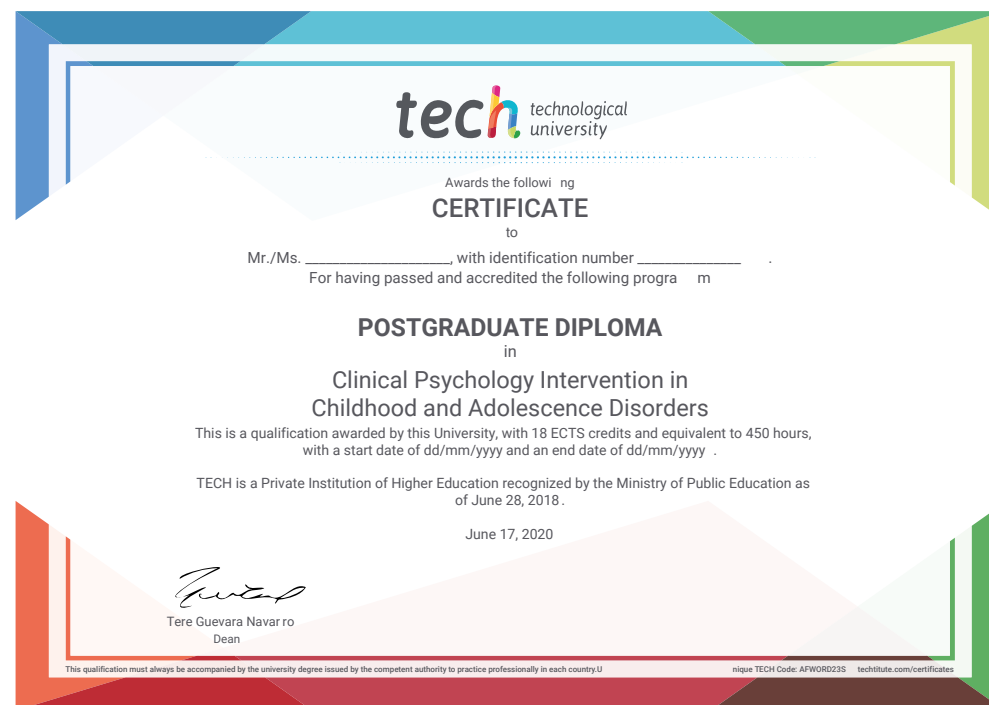 tech technological
university
Awards the followi ng
CERTIFICATE
to
Mr./Ms. ____________________, with identification number ______________ .
For having passed and accredited the following progra m
POSTGRADUATE DIPLOMA
in
Clinical Psychology Intervention in
Childhood and Adolescence Disorders
This is a qualification awarded by this University, with 18 ECTS credits and equivalent to 450 hours,
with a start date of dd/mm/yyyy and an end date of dd/mm/yyyy .
TECH is a Private Institution of Higher Education recognized by the Ministry of Public Education as
of June 28, 2018.
June 17, 2020
Tere Guevara Navar ro
Dean
This qualification must always be accompanied by the university degree issued by the competent authority to practice professionally in each country.U nique TECH Code: AFWORD23S techtitute.com/certificates